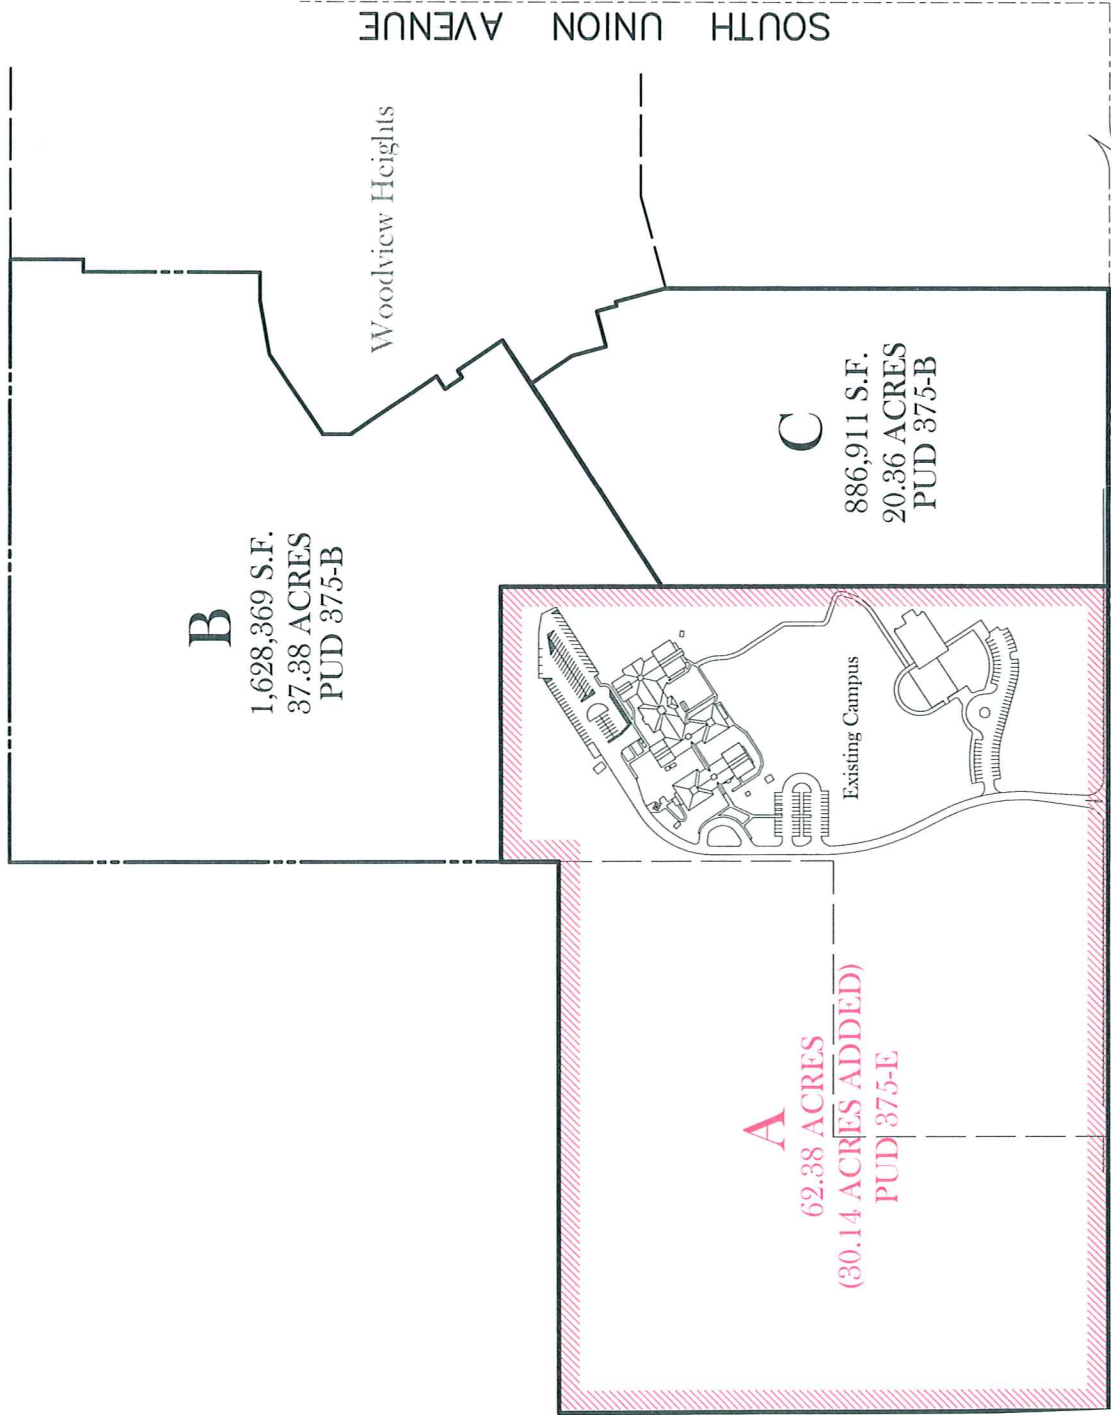 SOUTH UNION AVENUE
Woodview Heights
B
1,628,369 S.F.
37.38 ACRES
PUD 375-B
C
886,911 S.F.
20.36 ACRES
PUD 375-B
Existing Campus
A
62.38 ACRES
(30.14 ACRES ADDED)
PUD 375-E